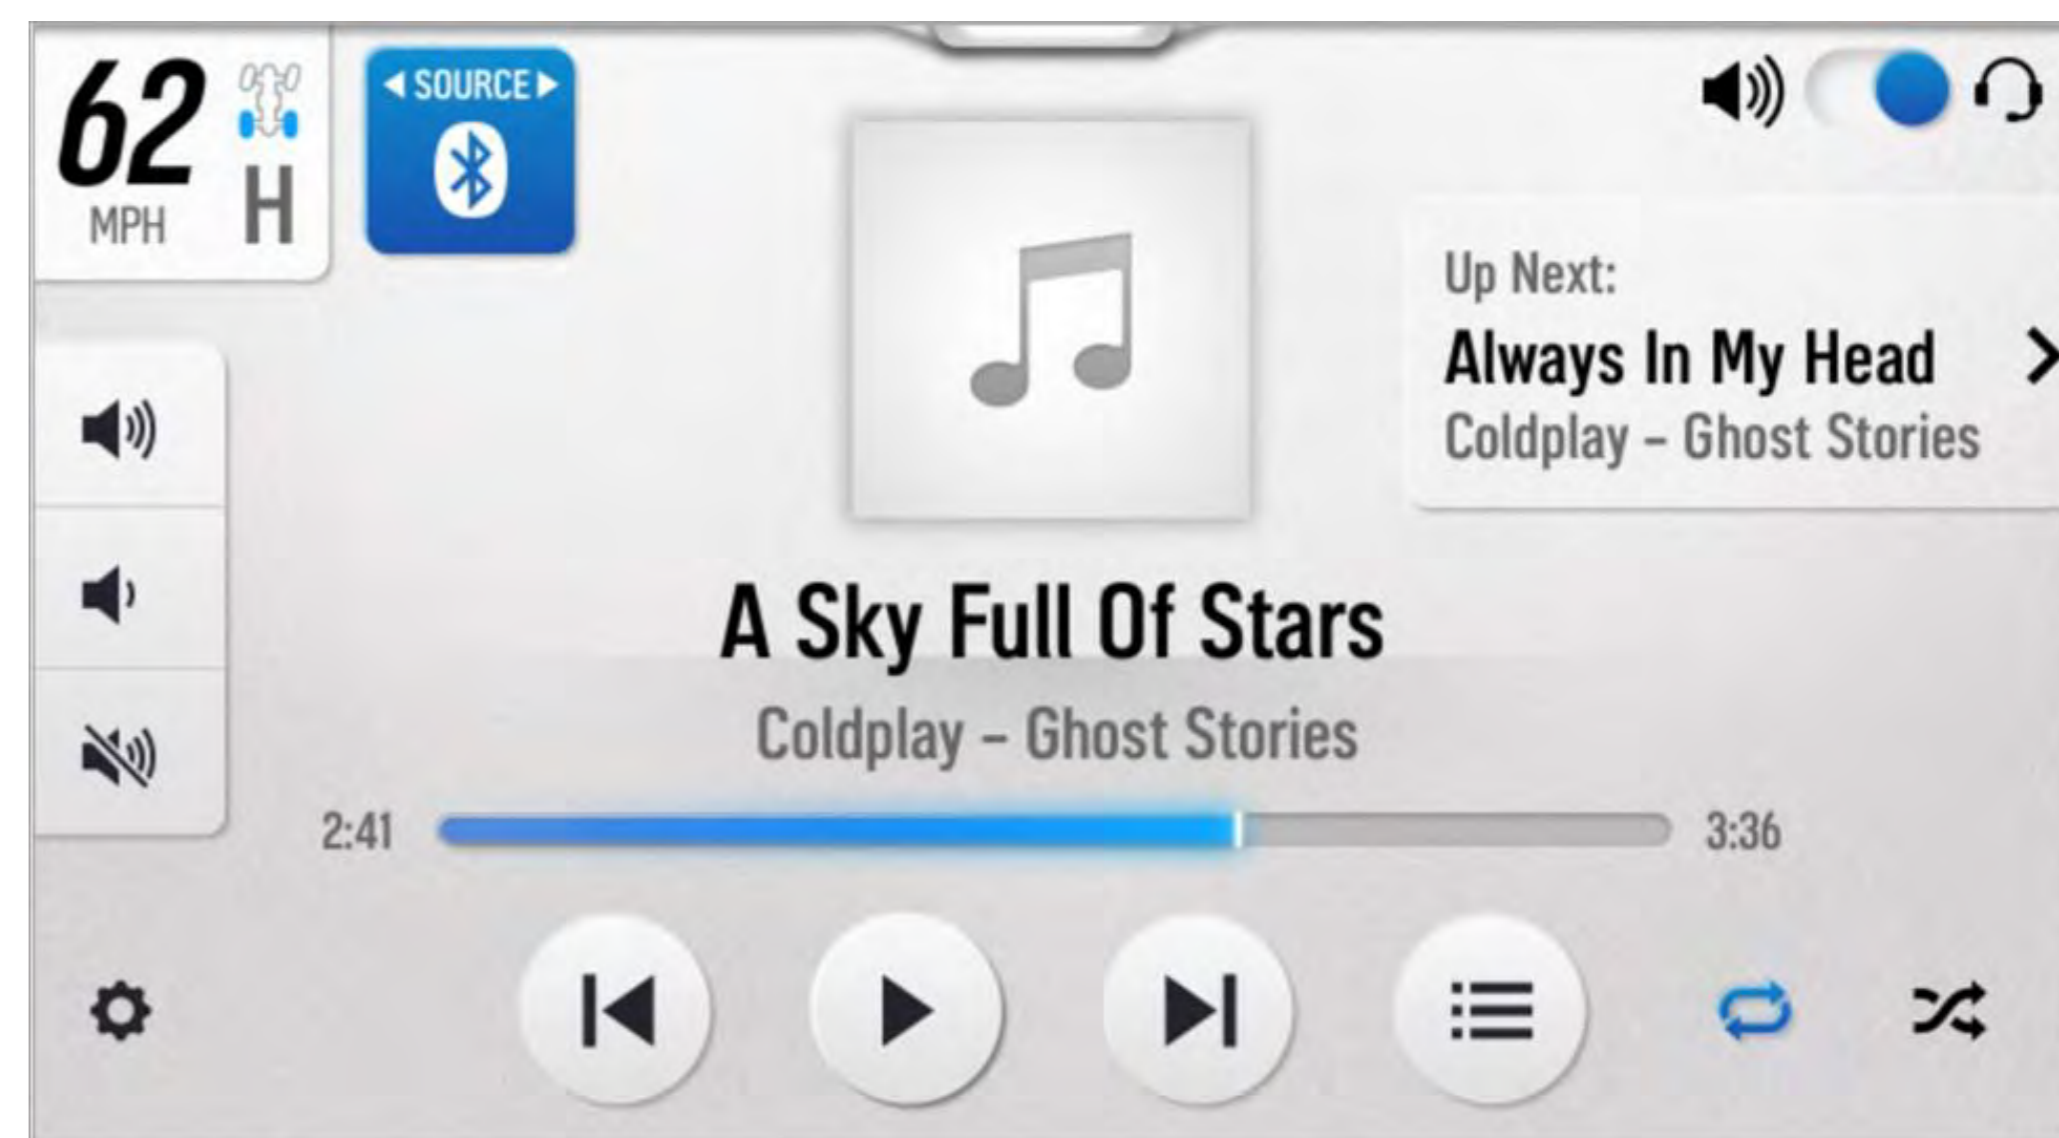 62
MPH
H
SOURCE
Up Next:
Always In My Head
Coldplay – Ghost Stories
A Sky Full Of Stars
Coldplay – Ghost Stories
2:41
3:36